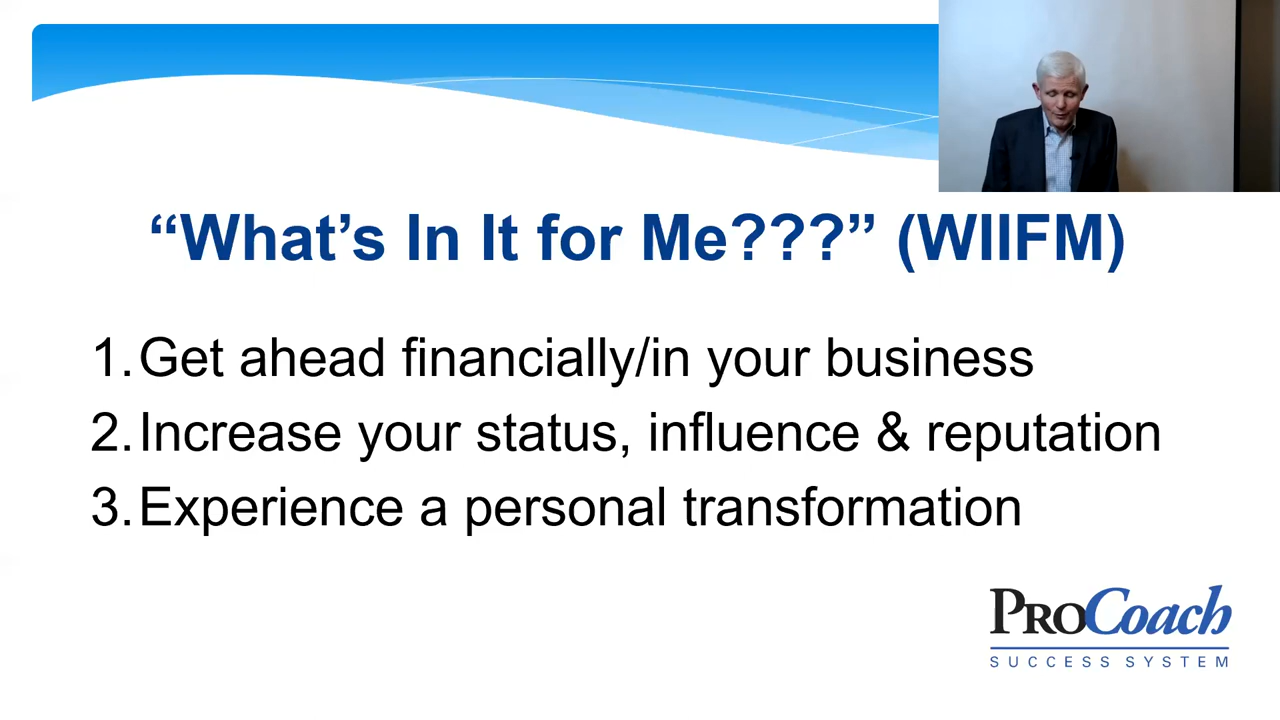 “What’s In It for Me???” (WIIFM)
1. Get ahead financially/in your business
2. Increase your status, influence & reputation
3. Experience a personal transformation
PROCoach
SUCCESS SYSTEM